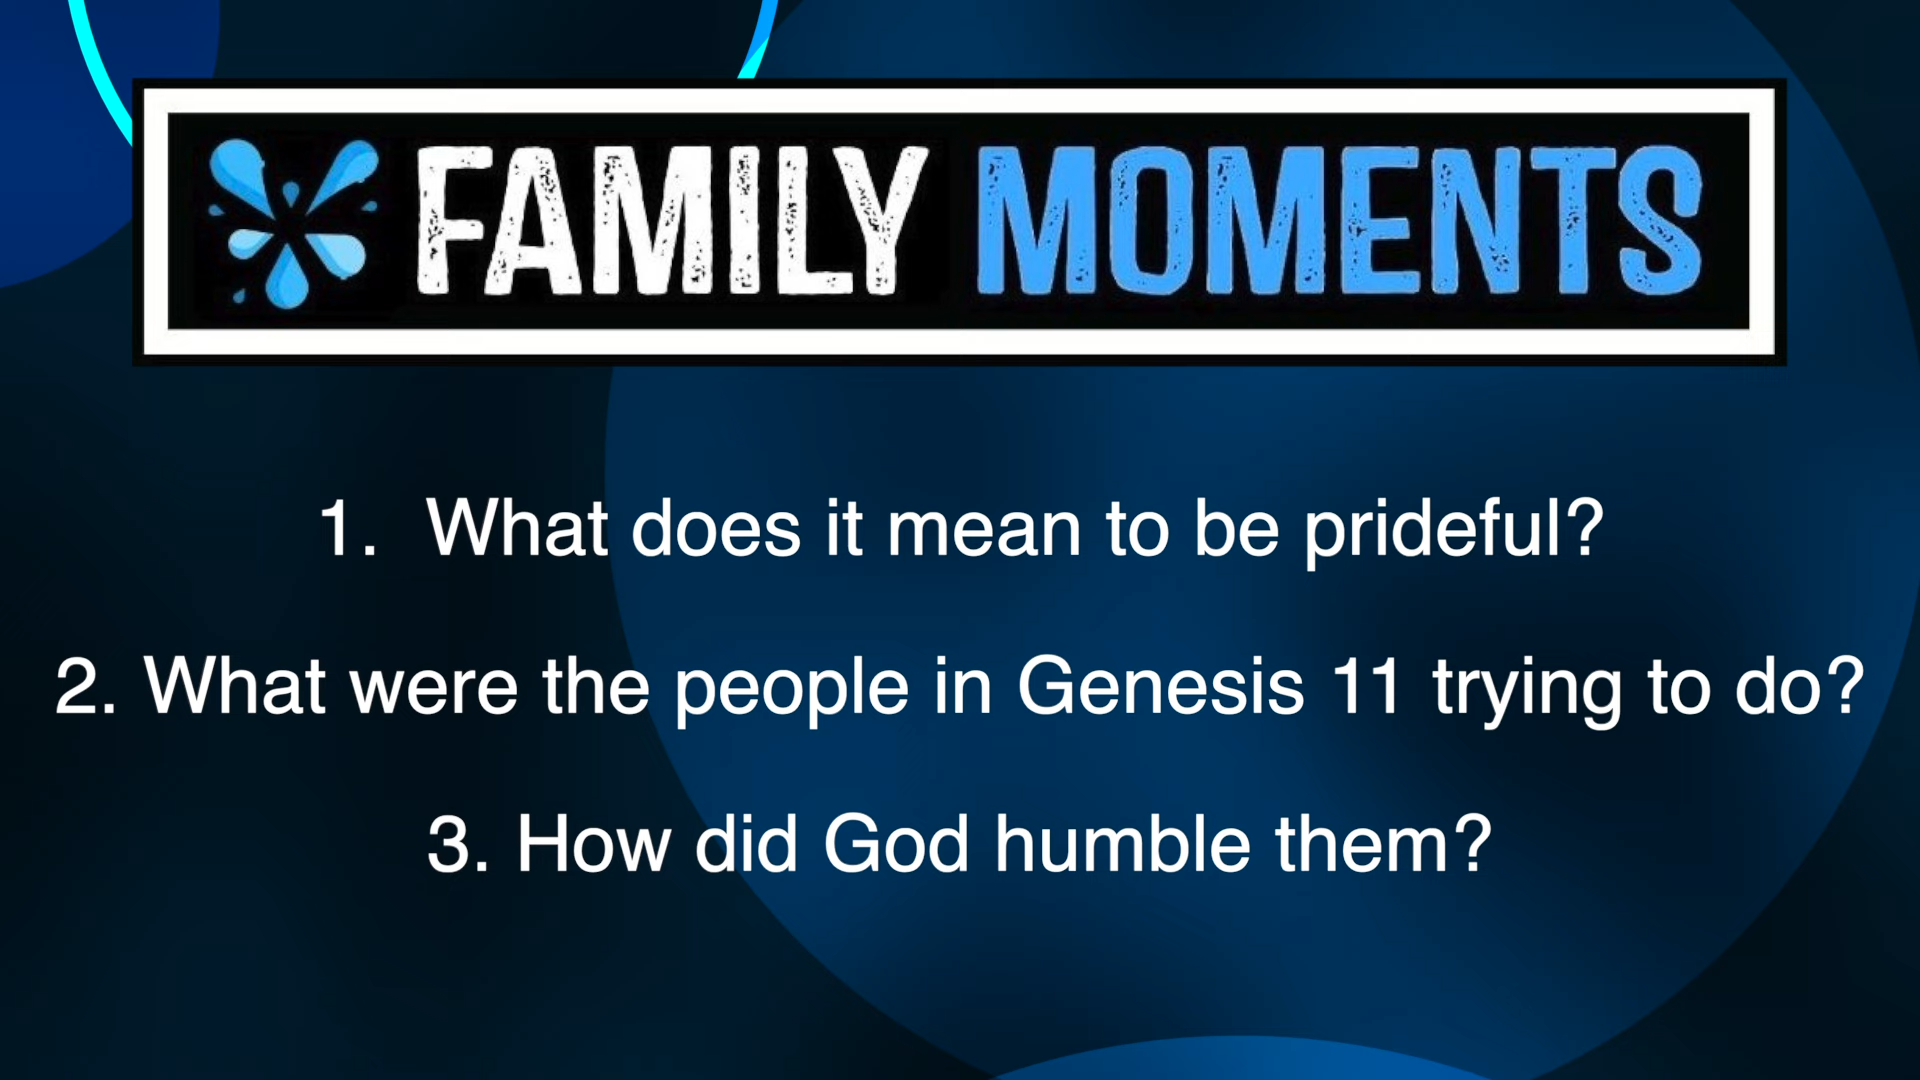 FAMILY MOMENTS
1. What does it mean to be prideful?
2. What were the people in Genesis 11 trying to do?
3. How did God humble them?